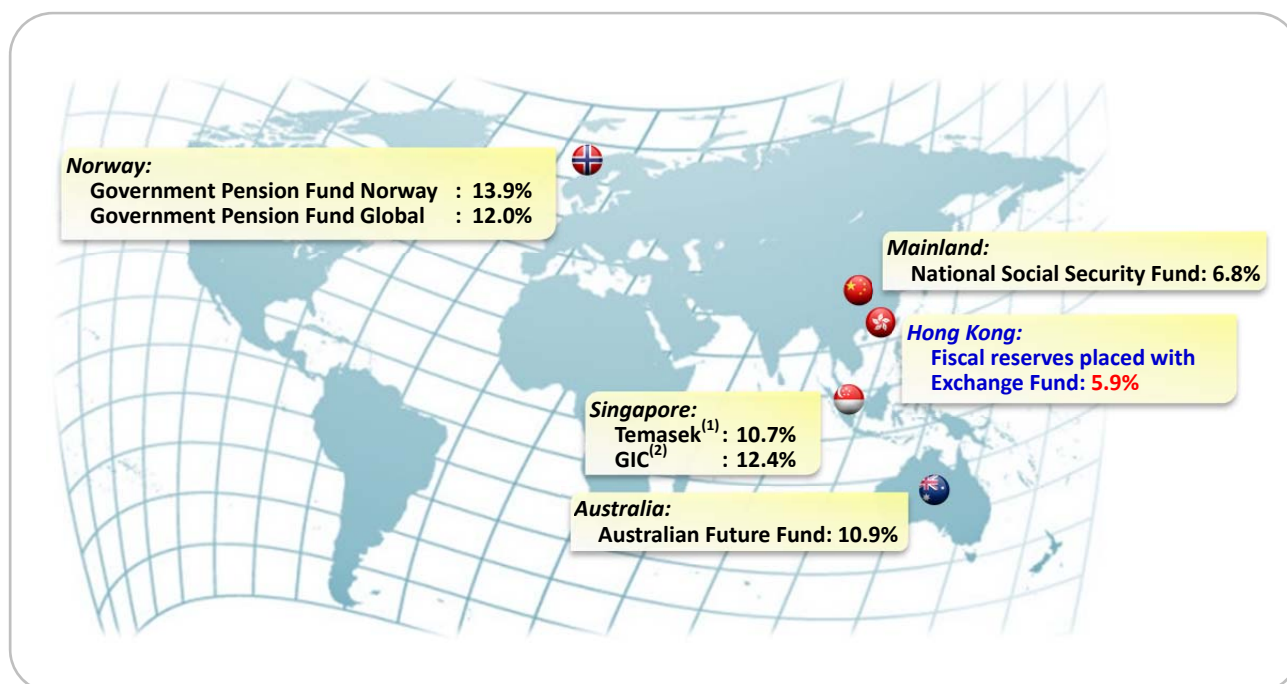 Norway:
Government Pension Fund Norway : 13.9%
Government Pension Fund Global : 12.0%
Mainland:
National Social Security Fund: 6.8%
Hong Kong:
Fiscal reserves placed with
Exchange Fund: 5.9%
Singapore:
Temasek(1) : 10.7%
GIC(2) : 12.4%
Australia:
Australian Future Fund: 10.9%